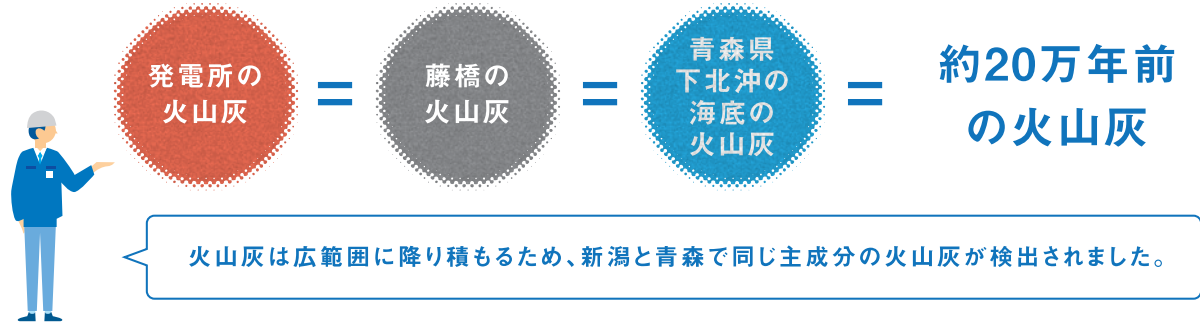 発電所の
火山灰
=
藤橋の
火山灰
=
青森県
下北沖の
海底の
火山灰
=
約20万年前
の火山灰
火山灰は広範囲に降り積もるため、新潟と青森で同じ主成分の火山灰が検出されました。